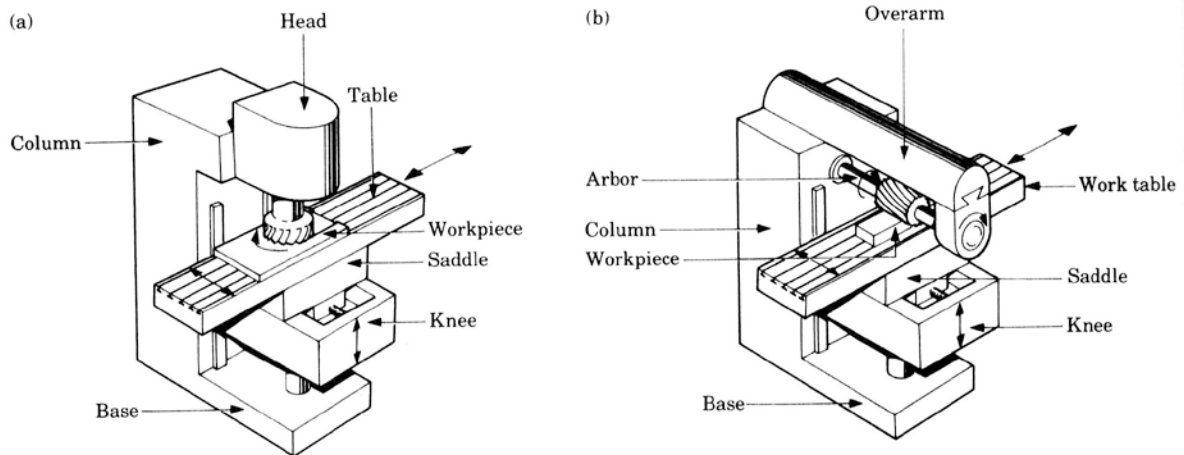 (a)
Head
Table
Column
Workpiece
Saddle
Knee
Base
(b)
Overarm
Arbor
Work table
Column
Workpiece
Saddle
Knee
Base